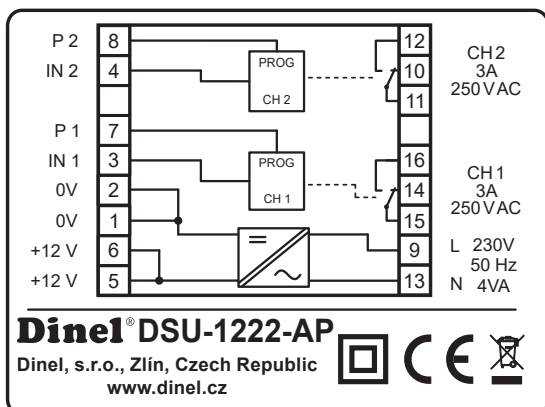 P 2 8
IN 2 4
P 1 7
IN 1 3
0V 2
0V 1
+12 V 6
+12 V 5
PROG
CH 2
PROG
CH 1
12
10
11
16
14
15
9
13
CH 2
3A
250 VAC
CH 1
3A
250 VAC
L 230V
50 Hz
N 4VA
Dinel® DSU-1222-AP
Dinel, s.r.o., Zlín, Czech Republic
www.dinel.cz
CE